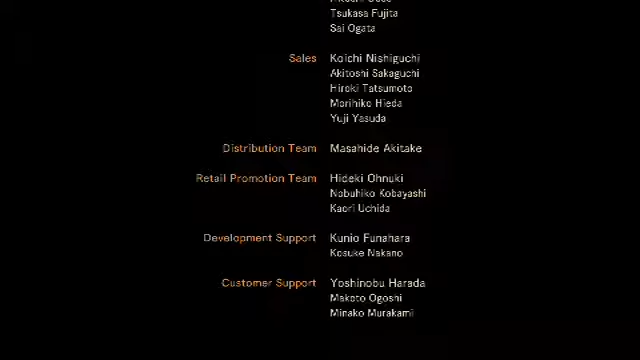 Tsukasa Fujita
Sai Ogata
Sales Koichi Nishiguchi
Akitoshi Sakaguchi
Hiroki Tatsumoto
Morihiko Hieda
Yuji Yasuda
Distribution Team Masahide Akitake
Retail Promotion Team Hideki Ohnuki
Nobuhiko Kobayashi
Kaori Uchida
Development Support Kunio Funahara
Kosuke Nakano
Customer Support Yoshinobu Harada
Makoto Ogoshi
Minako Murakami